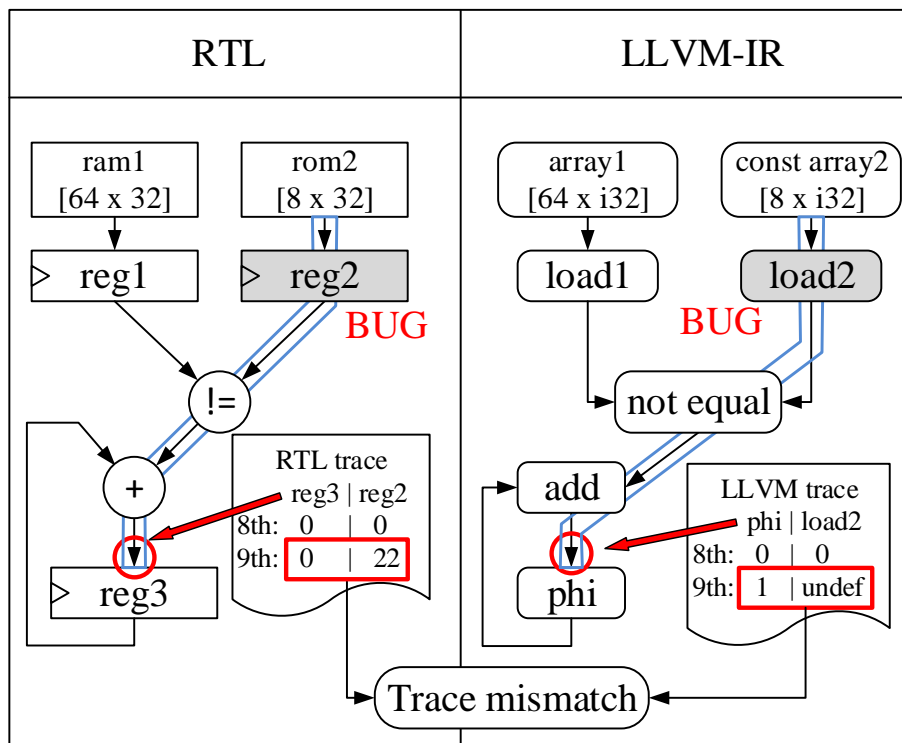 RTL
LLVM-IR
ram1
[64 x 32]
rom2
[8 x 32]
array1
[64 x i32]
const array2
[8 x i32]
reg1
reg2
load1
load2
BUG
BUG
!=
not equal
+
add
RTL trace
reg3 | reg2
8th: 0 | 0
9th: 0 | 22
LLVM trace
phi | load2
8th: 0 | 0
9th: 1 | undef
reg3
phi
Trace mismatch